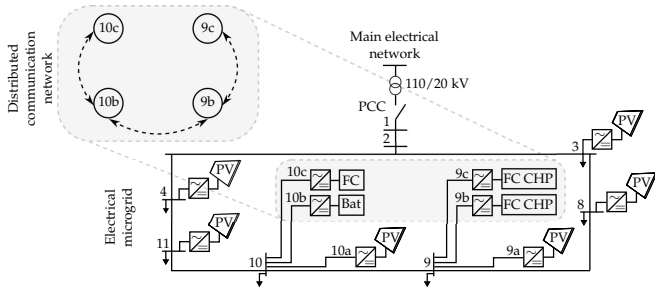 10c
9c
10b
9b
Distributed
communication
network
Main electrical
network
110/20 kV
PCC
1
2
3
PV
Electrical
microgrid
4
PV
10c
FC
9c
FC CHP
10b
Bat
9b
FC CHP
8
PV
11
PV
10
10a
PV
9
9a
PV